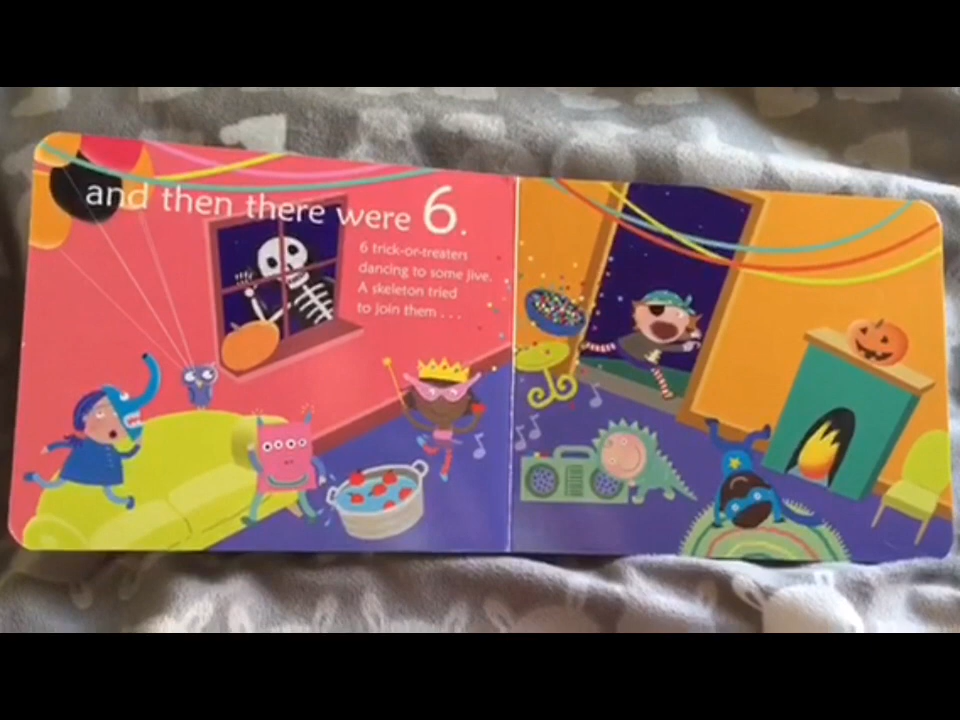 and then there were 6.
6 trick-or-treaters
dancing to some jive.
A skeleton tried
to join them . . .